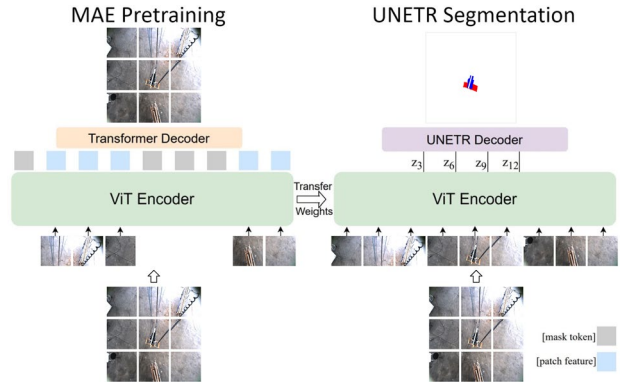 MAE Pretraining
UNETR Segmentation
Transformer Decoder
UNETR Decoder
z3
z6
z9
z12
ViT Encoder
Transfer
Weights
ViT Encoder
[mask token]
[patch feature]